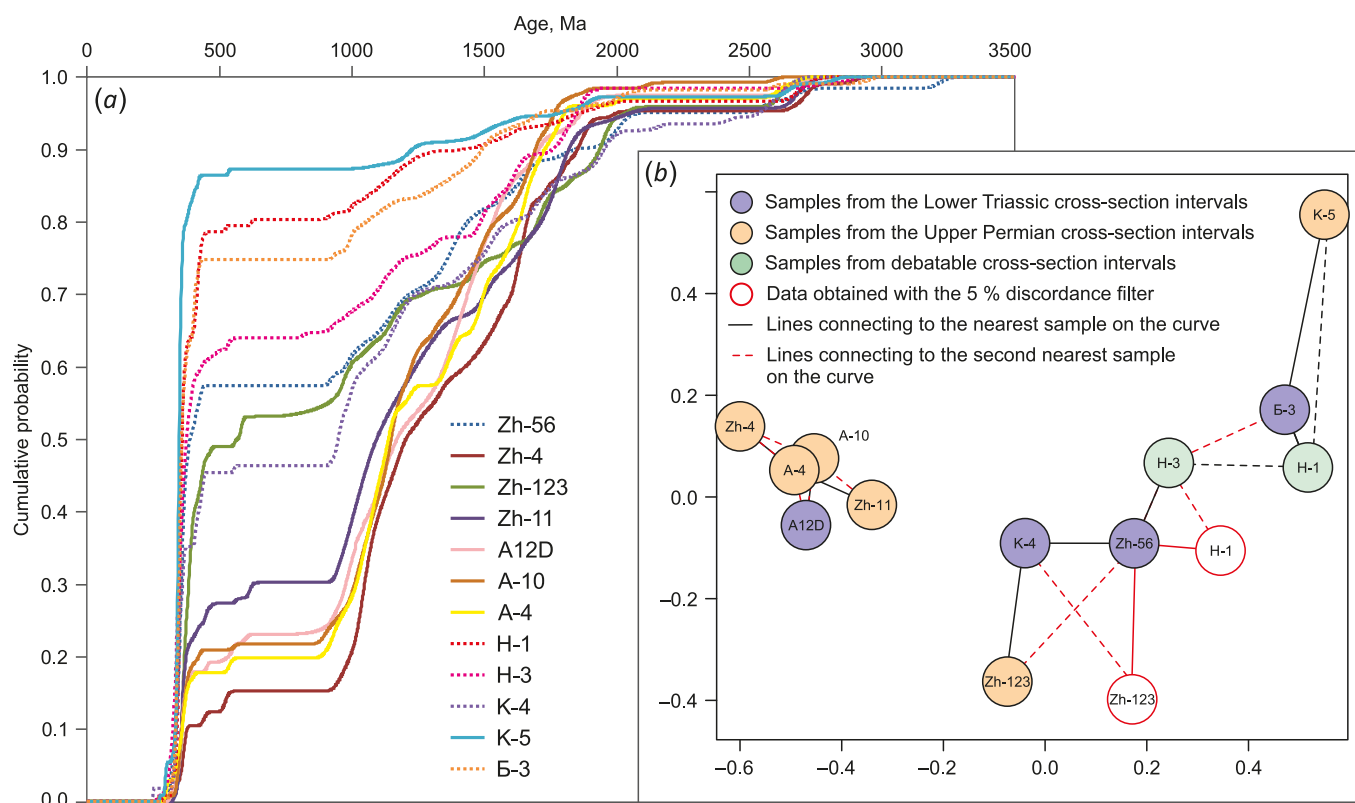 Age, Ma
0 500 1000 1500 2000 2500 3000 3500
(a)
Cumulative probability
1.0
0.9
0.8
0.7
0.6
0.5
0.4
0.3
0.2
0.1
0.0
Zh-56
Zh-4
Zh-123
Zh-11
A12D
A-10
A-4
H-1
H-3
K-4
K-5
Б-3
(b)
Samples from the Lower Triassic cross-section intervals
Samples from the Upper Permian cross-section intervals
Samples from debatable cross-section intervals
Data obtained with the 5 % discordance filter
Lines connecting to the nearest sample on the curve
Lines connecting to the second nearest sample
on the curve
0.4
0.2
0.0
–0.2
–0.4
K-5
Б-3
H-1
H-3
H-1
Zh-56
K-4
Zh-123
Zh-123
Zh-4
A-10
A-4
Zh-11
A12D
–0.6 –0.4 –0.2 0.0 0.2 0.4